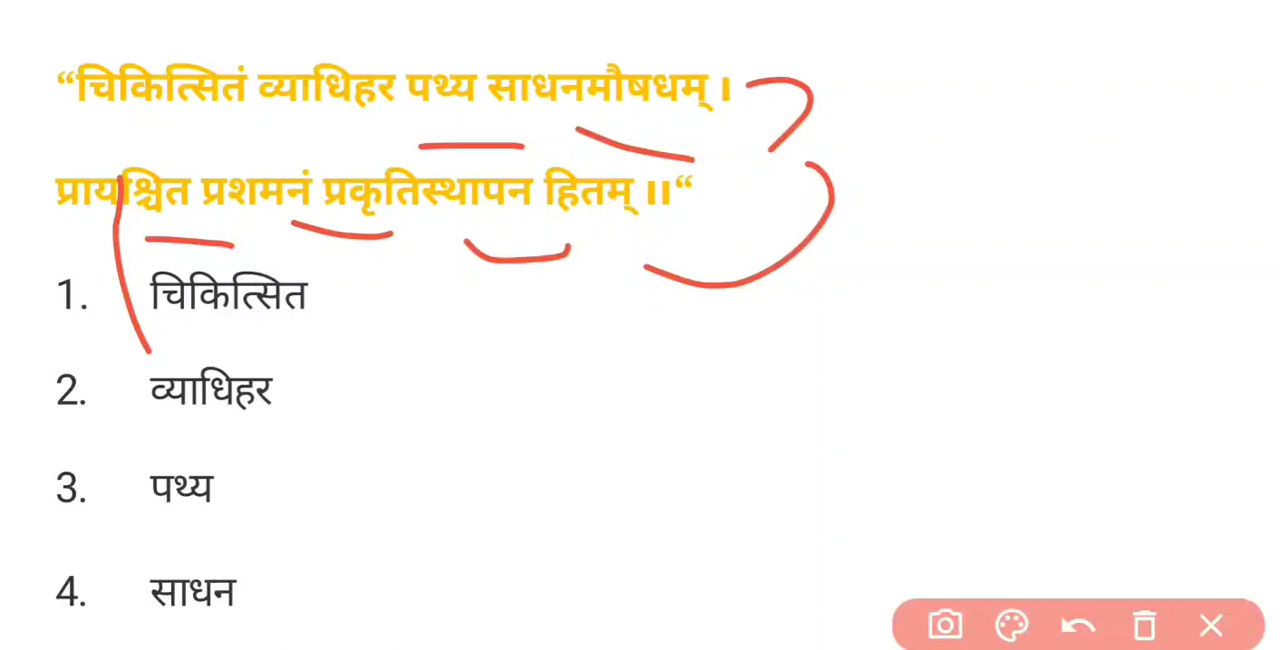 “चिकित्सितं व्याधिहर पथ्य साधनमौषधम् ।
प्रायश्चित प्रशमनं प्रकृतिस्थापन हितम् ।।“
1. चिकित्सित
2. व्याधिहर
3. पथ्य
4. साधन